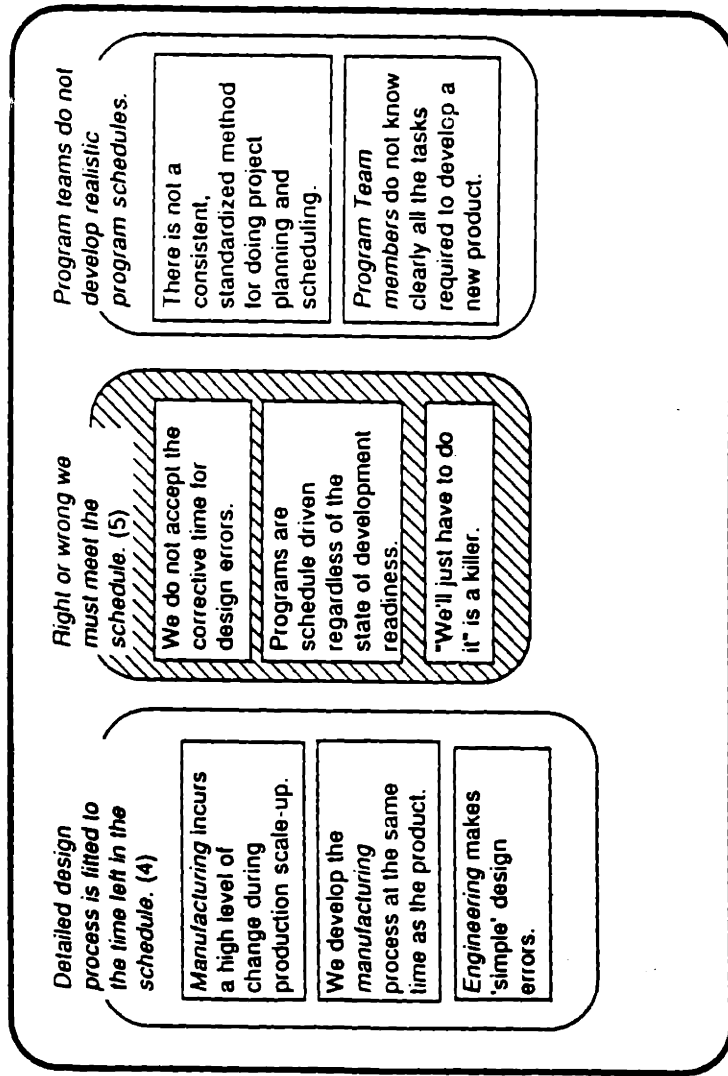 Detailed design
process is fitted to
the time left in the
schedule. (4)
Manufacturing incurs
a high level of
change during
production scale-up.
We develop the
manufacturing
process at the same
time as the product.
Engineering makes
'simple' design
errors.
Right or wrong we
must meet the
schedule. (5)
We do not accept the
corrective time for
design errors.
Programs are
schedule driven
regardless of the
state of development
readiness.
"We'll just have to do
it" is a killer.
Program teams do not
develop realistic
program schedules.
There is not a
consistent,
standardized method
for doing project
planning and
scheduling.
Program Team
members do not know
clearly all the tasks
required to develop a
new product.